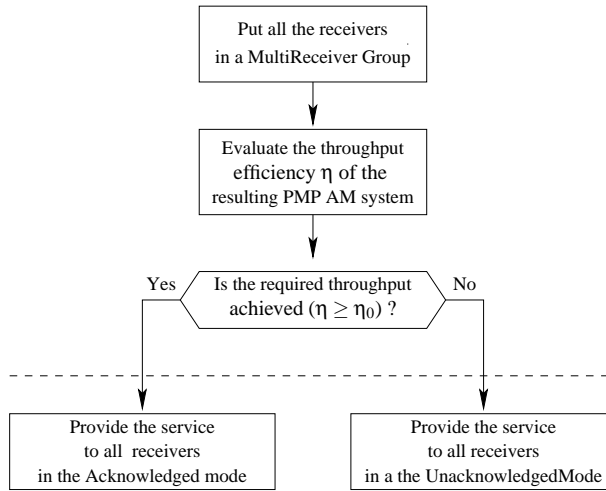 Put all the receivers
in a MultiReceiver Group
Evaluate the throughput
efficiency η of the
resulting PMP AM system
Yes
Is the required throughput
achieved (η ≥ η₀) ?
No
Provide the service
to all receivers
in the Acknowledged mode
Provide the service
to all receivers
in a the UnacknowledgedMode